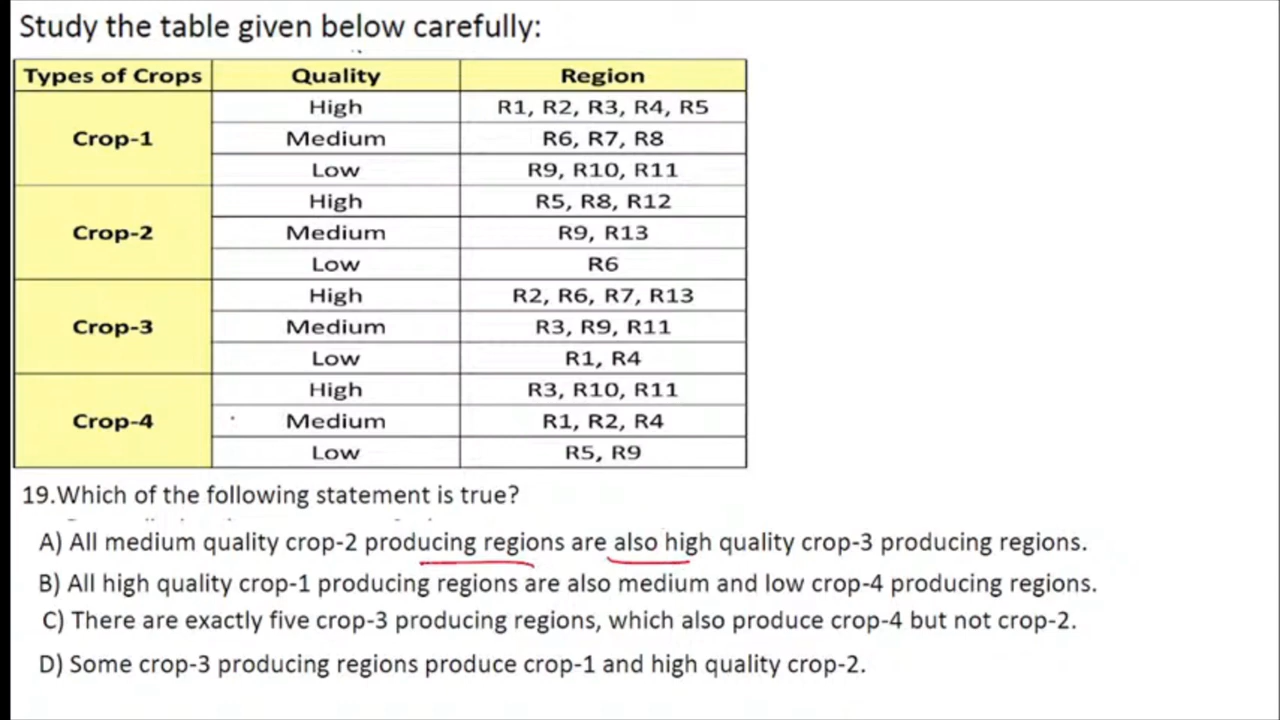 Study the table given below carefully:
Types of Crops Quality Region
Crop-1 High R1, R2, R3, R4, R5
Medium R6, R7, R8
Low R9, R10, R11
Crop-2 High R5, R8, R12
Medium R9, R13
Low R6
Crop-3 High R2, R6, R7, R13
Medium R3, R9, R11
Low R1, R4
Crop-4 High R3, R10, R11
Medium R1, R2, R4
Low R5, R9
19.Which of the following statement is true?
A) All medium quality crop-2 producing regions are also high quality crop-3 producing regions.
B) All high quality crop-1 producing regions are also medium and low crop-4 producing regions.
C) There are exactly five crop-3 producing regions, which also produce crop-4 but not crop-2.
D) Some crop-3 producing regions produce crop-1 and high quality crop-2.